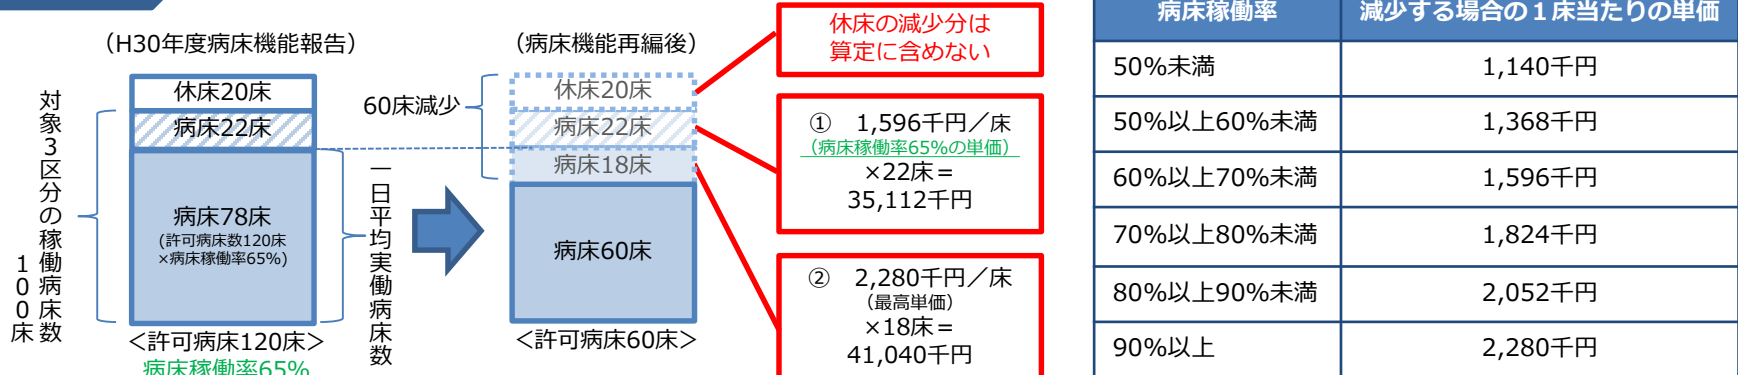 （H30年度病床機能報告）
休床20床
病床22床
病床78床
(許可病床数120床
×病床稼働率65%)
＜許可病床120床＞
病床稼働率65%
対象３区分の稼働病床数
１００床
一日平均実働病床数
（病床機能再編後）
60床減少
休床20床
病床22床
病床18床
病床60床
＜許可病床60床＞
休床の減少分は
算定に含めない
①　1,596千円／床
（病床稼働率65%の単価）
×22床＝
35,112千円
②　2,280千円／床
（最高単価）
×18床＝
41,040千円
病床稼働率　減少する場合の１床当たりの単価
50%未満　1,140千円
50%以上60%未満　1,368千円
60%以上70%未満　1,596千円
70%以上80%未満　1,824千円
80%以上90%未満　2,052千円
90%以上　2,280千円